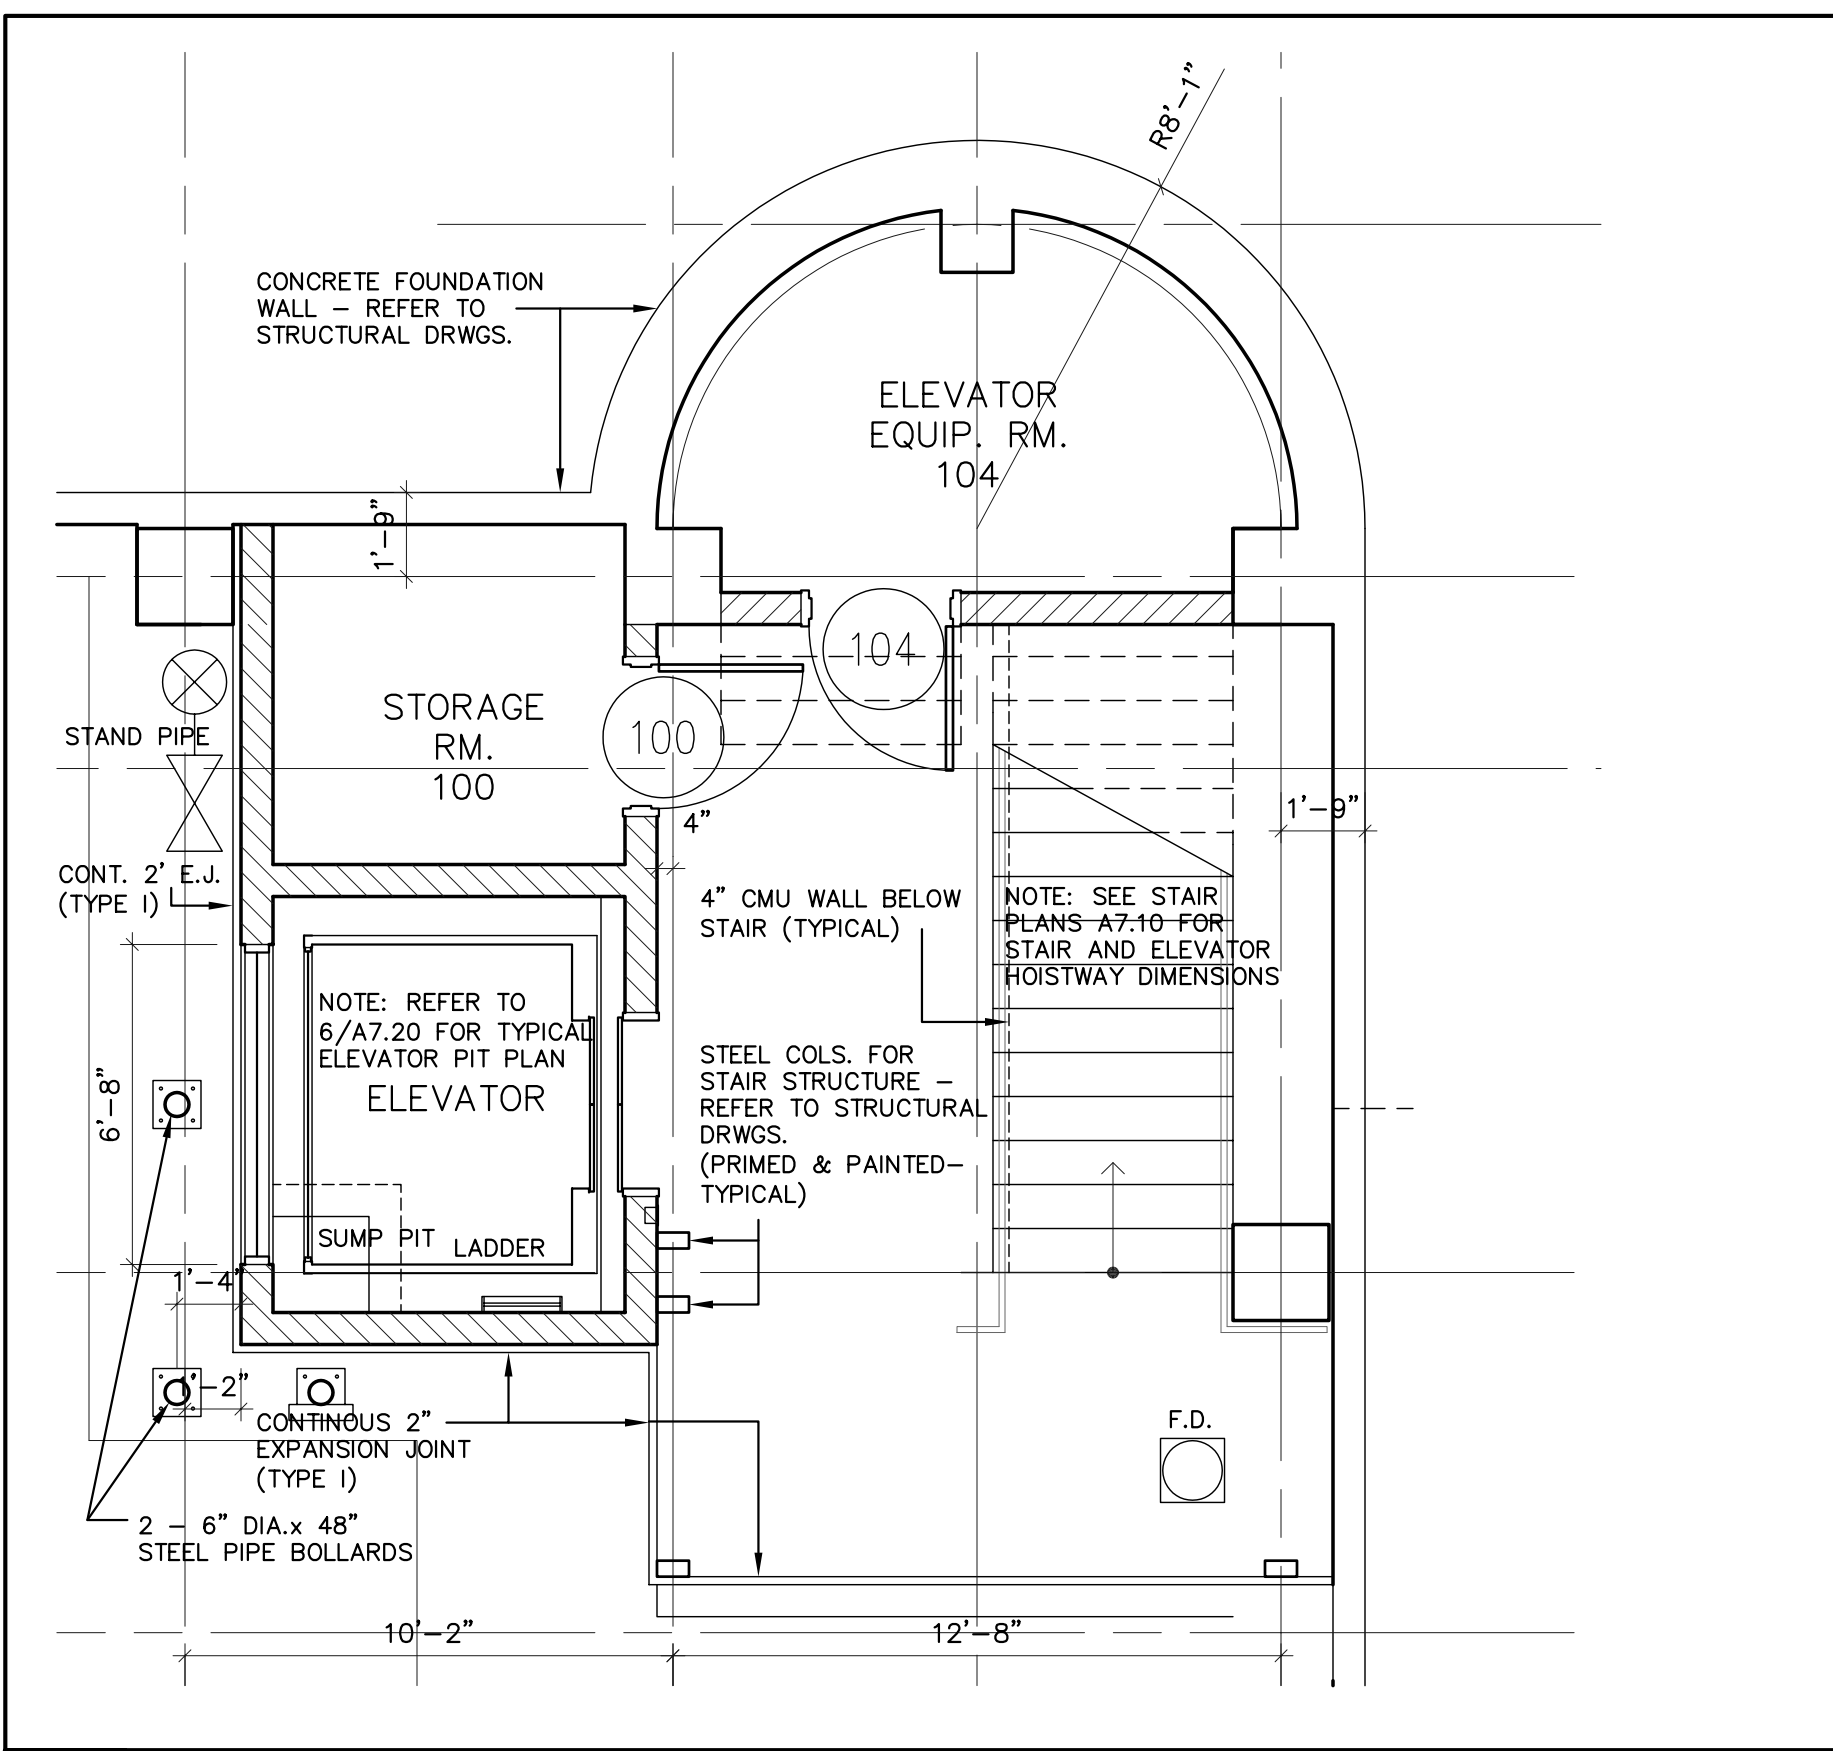 R8'-1"
CONCRETE FOUNDATION
WALL – REFER TO
STRUCTURAL DRWGS.
ELEVATOR
EQUIP. RM.
104
1'-9"
104
STORAGE
RM.
100
100
STAND PIPE
1'-9"
4"
CONT. 2' E.J.
(TYPE I)
4" CMU WALL BELOW
STAIR (TYPICAL)
NOTE: SEE STAIR
PLANS A7.10 FOR
STAIR AND ELEVATOR
HOISTWAY DIMENSIONS
NOTE: REFER TO
6/A7.20 FOR TYPICAL
ELEVATOR PIT PLAN
ELEVATOR
6'-8"
STEEL COLS. FOR
STAIR STRUCTURE –
REFER TO STRUCTURAL
DRWGS.
(PRIMED & PAINTED–
TYPICAL)
SUMP PIT
LADDER
1'-4"
1'-2"
CONTINOUS 2"
EXPANSION JOINT
(TYPE I)
F.D.
2 – 6" DIA.x 48"
STEEL PIPE BOLLARDS
10'-2"
12'-8"